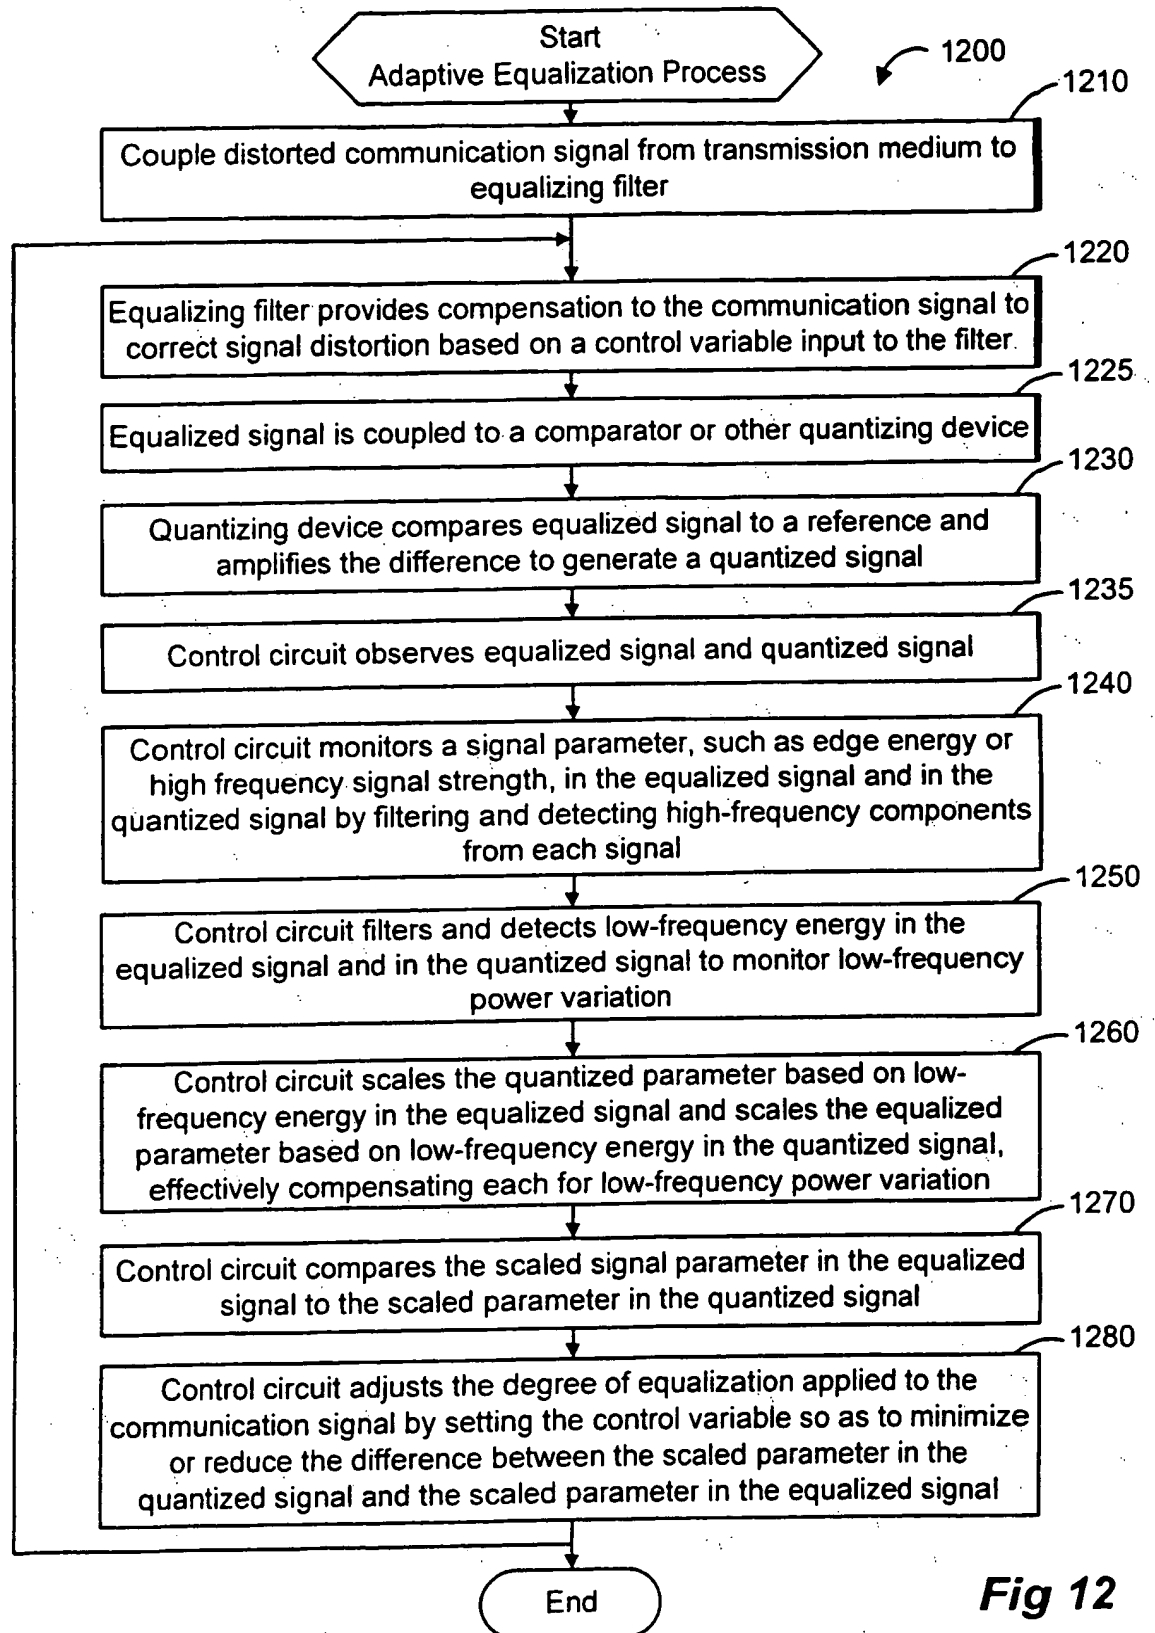 Start
Adaptive Equalization Process
1200
1210
Couple distorted communication signal from transmission medium to
equalizing filter
1220
Equalizing filter provides compensation to the communication signal to
correct signal distortion based on a control variable input to the filter.
1225
Equalized signal is coupled to a comparator or other quantizing device
1230
Quantizing device compares equalized signal to a reference and
amplifies the difference to generate a quantized signal
1235
Control circuit observes equalized signal and quantized signal
1240
Control circuit monitors a signal parameter, such as edge energy or
high frequency signal strength, in the equalized signal and in the
quantized signal by filtering and detecting high-frequency components
from each signal
1250
Control circuit filters and detects low-frequency energy in the
equalized signal and in the quantized signal to monitor low-frequency
power variation
1260
Control circuit scales the quantized parameter based on low-
frequency energy in the equalized signal and scales the equalized
parameter based on low-frequency energy in the quantized signal,
effectively compensating each for low-frequency power variation
1270
Control circuit compares the scaled signal parameter in the equalized
signal to the scaled parameter in the quantized signal
1280
Control circuit adjusts the degree of equalization applied to the
communication signal by setting the control variable so as to minimize
or reduce the difference between the scaled parameter in the
quantized signal and the scaled parameter in the equalized signal
End
Fig 12